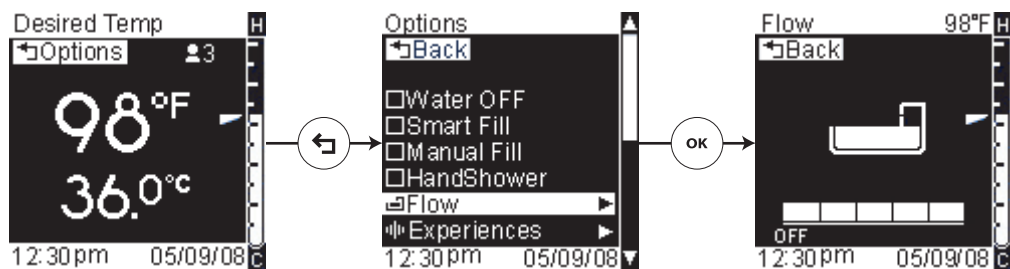 Desired Temp H
Options 3
98°F
36.0°C
12:30pm 05/09/08 C
Options
Back
Water OFF
Smart Fill
Manual Fill
HandShower
Flow
Experiences
12:30pm 05/09/08
OK
Flow 98°F H
Back
OFF
12:30pm 05/09/08 C